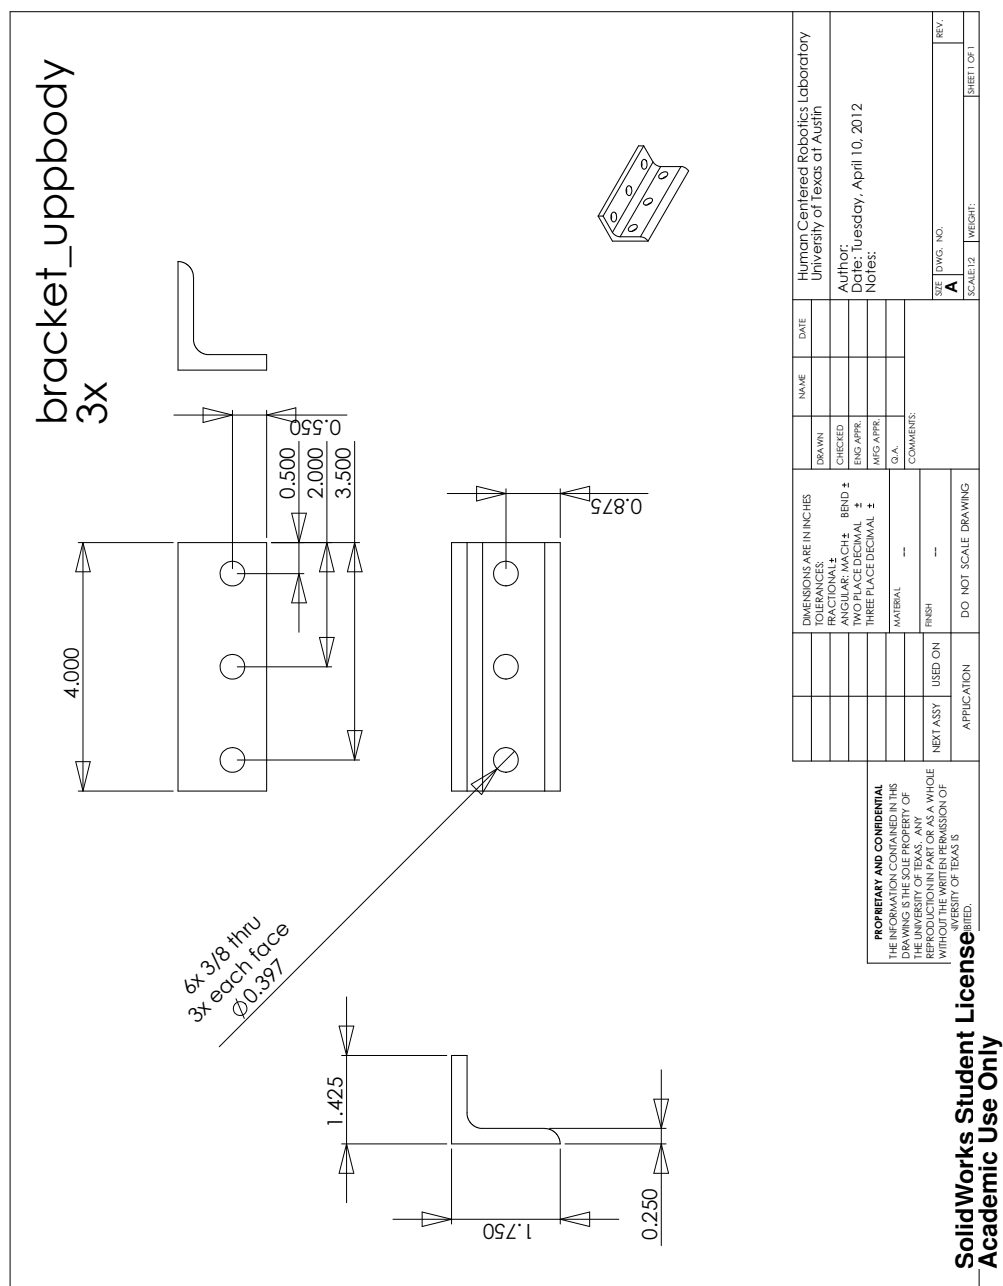 bracket_uppbody
3x
4.000
0.550
0.500
2.000
3.500
0.875
6x 3/8 thru
3x each face
⌀0.397
1.425
1.750
0.250
PROPRIETARY AND CONFIDENTIAL
THE INFORMATION CONTAINED IN THIS
DRAWING IS THE SOLE PROPERTY OF
THE UNIVERSITY OF TEXAS. ANY
REPRODUCTION IN PART OR AS A WHOLE
WITHOUT THE WRITTEN PERMISSION OF
IVERSITY OF TEXAS IS
IBITED.
NEXT ASSY
USED ON
APPLICATION
DIMENSIONS ARE IN INCHES
TOLERANCES:
FRACTIONAL ±
ANGULAR: MACH ± BEND ±
TWO PLACE DECIMAL ±
THREE PLACE DECIMAL ±
MATERIAL
--
FINISH
--
DO NOT SCALE DRAWING
NAME
DATE
DRAWN
CHECKED
ENG APPR.
MFG APPR.
Q.A.
COMMENTS:
Human Centered Robotics Laboratory
University of Texas at Austin
Author:
Date: Tuesday, April 10, 2012
Notes:
SIZE
A
DWG. NO.
REV.
SCALE:1:2
WEIGHT:
SHEET 1 OF 1
SolidWorks Student License
Academic Use Only